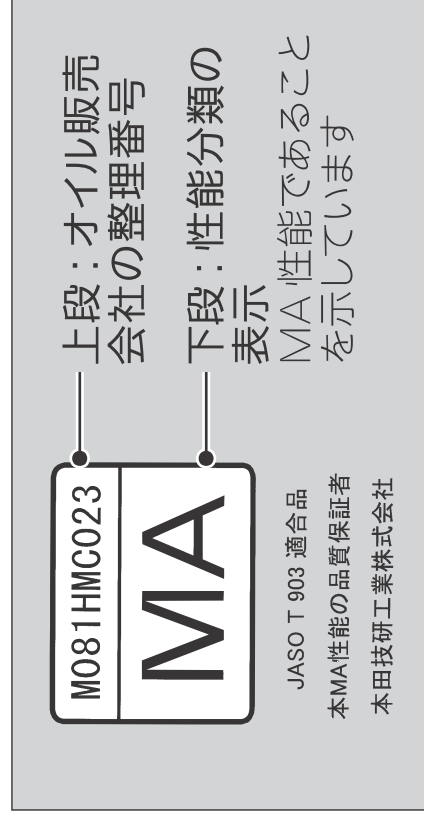 M081HMC023
MA
JASO T 903 適合品
本MA性能の品質保証者
本田技研工業株式会社
上段：オイル販売
会社の整理番号
下段：性能分類の
表示
MA 性能であること
を示しています